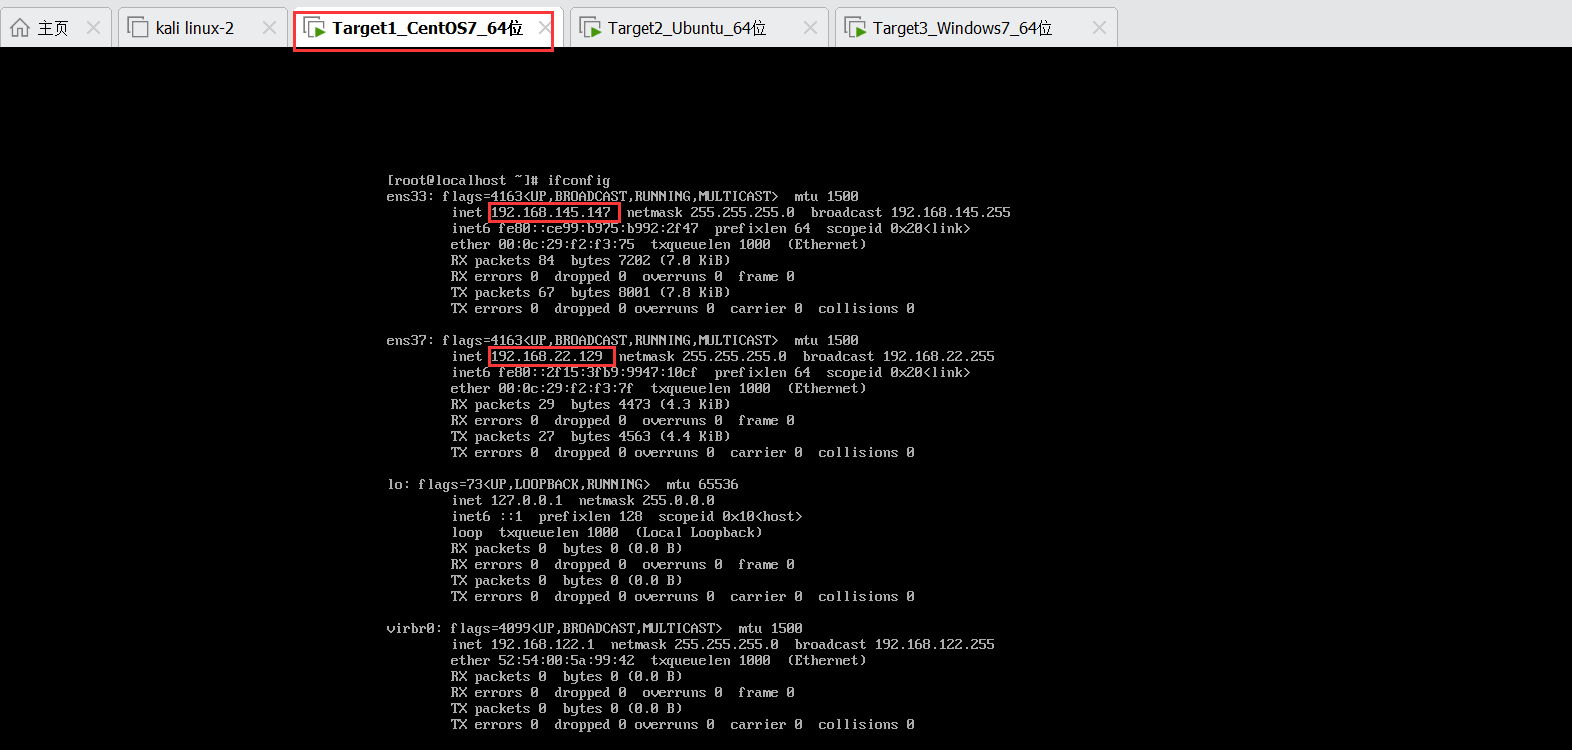 主页
kali linux-2
Target1_CentOS7_64位
Target2_Ubuntu_64位
Target3_Windows7_64位
[root@localhost ~]# ifconfig
ens33: flags=4163<UP,BROADCAST,RUNNING,MULTICAST>  mtu 1500
inet 192.168.145.147  netmask 255.255.255.0  broadcast 192.168.145.255
inet6 fe80::ce99:b975:b992:2f47  prefixlen 64  scopeid 0x20<link>
ether 00:0c:29:f2:f3:75  txqueuelen 1000  (Ethernet)
RX packets 84  bytes 7202 (7.0 KiB)
RX errors 0  dropped 0  overruns 0  frame 0
TX packets 67  bytes 8001 (7.8 KiB)
TX errors 0  dropped 0 overruns 0  carrier 0  collisions 0
ens37: flags=4163<UP,BROADCAST,RUNNING,MULTICAST>  mtu 1500
inet 192.168.22.129  netmask 255.255.255.0  broadcast 192.168.22.255
inet6 fe80::2f15:3fb9:9947:10cf  prefixlen 64  scopeid 0x20<link>
ether 00:0c:29:f2:f3:7f  txqueuelen 1000  (Ethernet)
RX packets 29  bytes 4473 (4.3 KiB)
RX errors 0  dropped 0  overruns 0  frame 0
TX packets 27  bytes 4563 (4.4 KiB)
TX errors 0  dropped 0 overruns 0  carrier 0  collisions 0
lo: flags=73<UP,LOOPBACK,RUNNING>  mtu 65536
inet 127.0.0.1  netmask 255.0.0.0
inet6 ::1  prefixlen 128  scopeid 0x10<host>
loop  txqueuelen 1000  (Local Loopback)
RX packets 0  bytes 0 (0.0 B)
RX errors 0  dropped 0  overruns 0  frame 0
TX packets 0  bytes 0 (0.0 B)
TX errors 0  dropped 0 overruns 0  carrier 0  collisions 0
virbr0: flags=4099<UP,BROADCAST,MULTICAST>  mtu 1500
inet 192.168.122.1  netmask 255.255.255.0  broadcast 192.168.122.255
ether 52:54:00:5a:99:42  txqueuelen 1000  (Ethernet)
RX packets 0  bytes 0 (0.0 B)
RX errors 0  dropped 0  overruns 0  frame 0
TX packets 0  bytes 0 (0.0 B)
TX errors 0  dropped 0 overruns 0  carrier 0  collisions 0